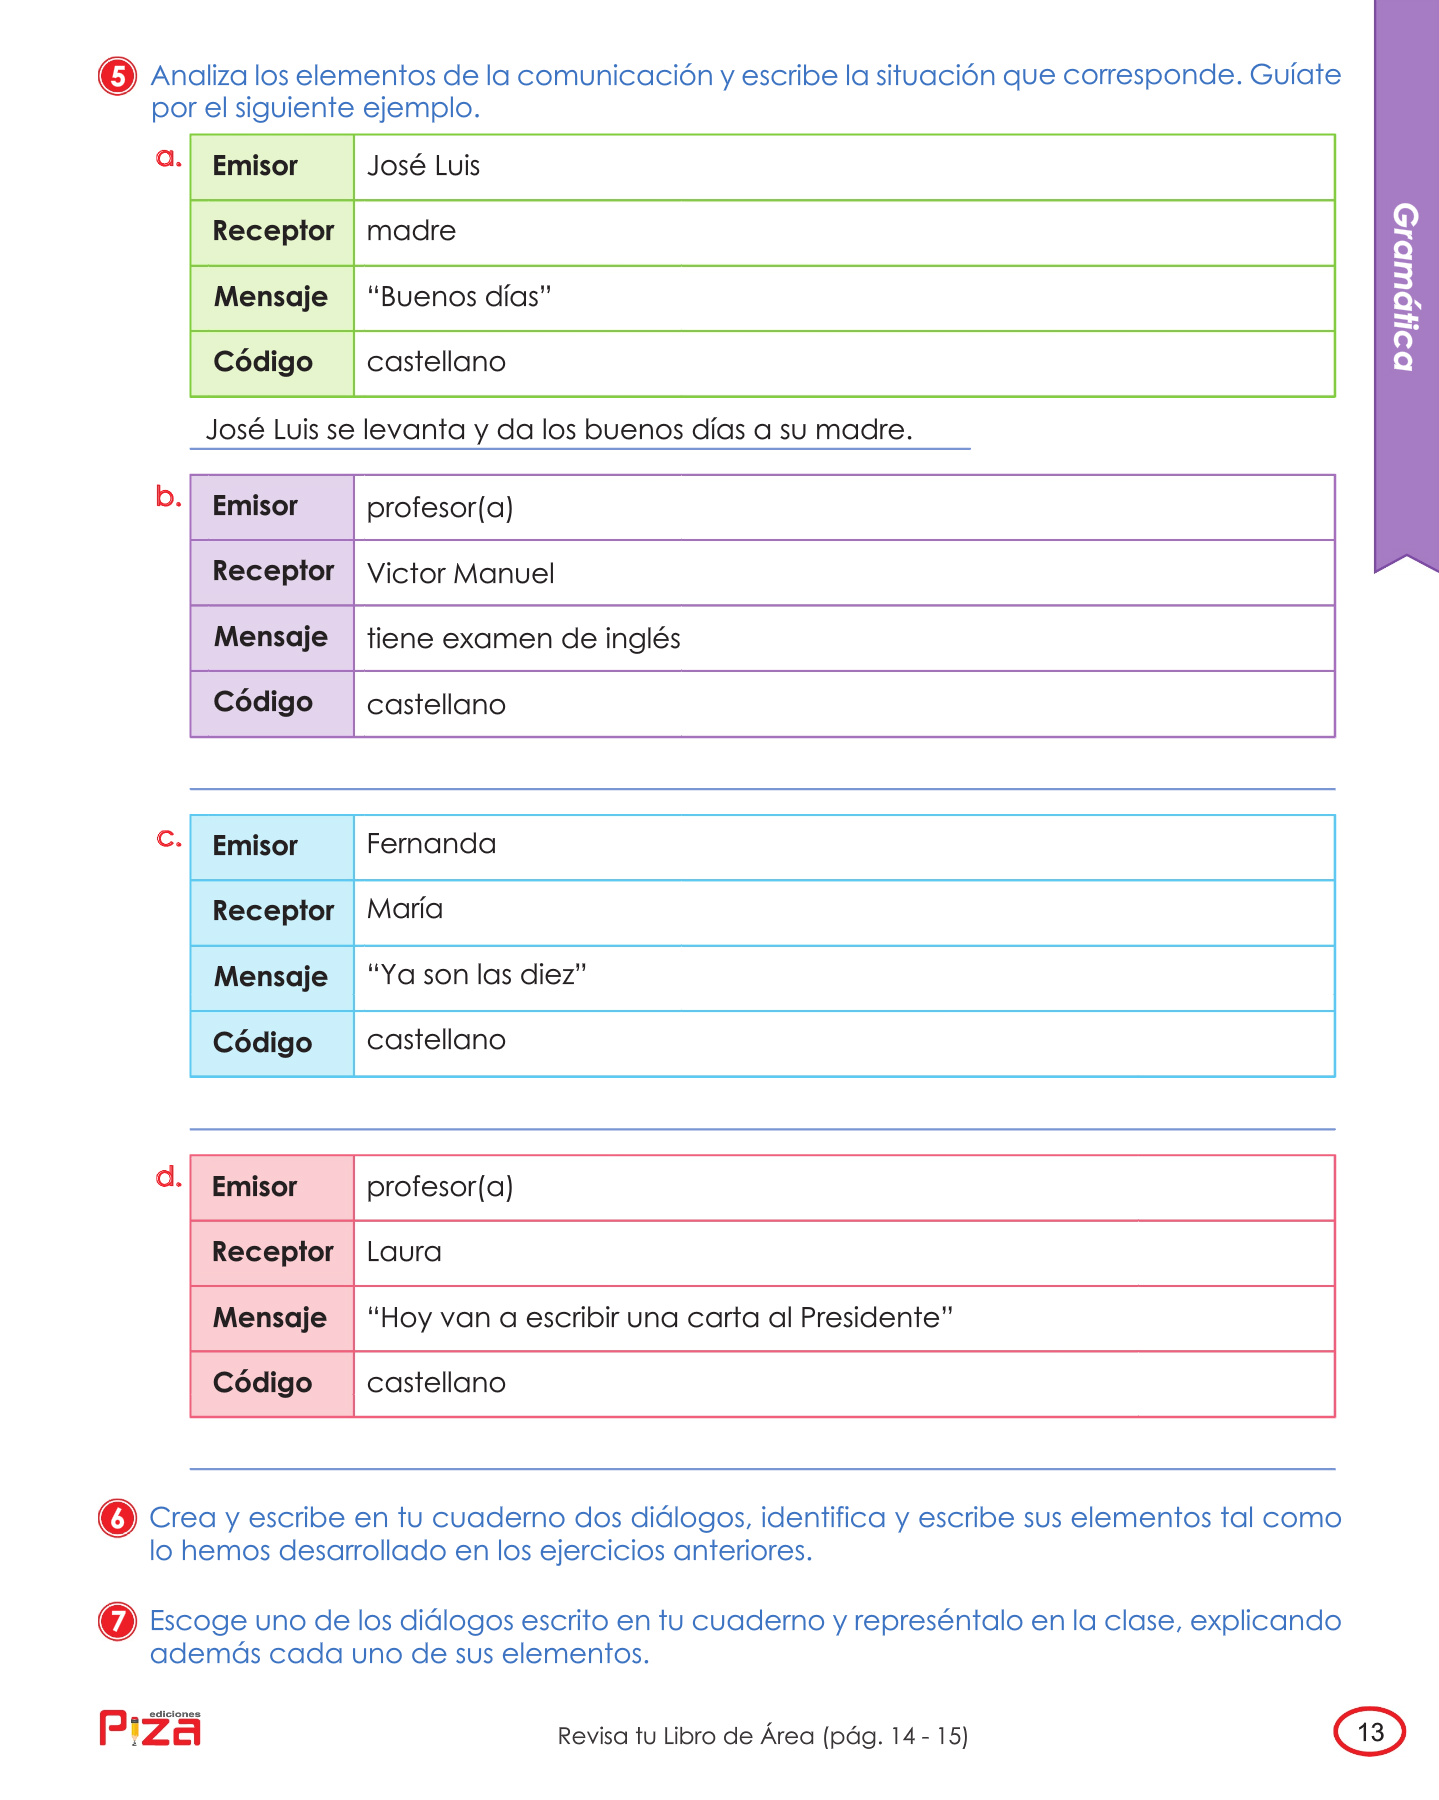 5 Analiza los elementos de la comunicación y escribe la situación que corresponde. Guíate
por el siguiente ejemplo.
a. Emisor José Luis
Receptor madre
Mensaje “Buenos días”
Código castellano
José Luis se levanta y da los buenos días a su madre.
b. Emisor profesor(a)
Receptor Victor Manuel
Mensaje tiene examen de inglés
Código castellano
c. Emisor Fernanda
Receptor María
Mensaje “Ya son las diez”
Código castellano
d. Emisor profesor(a)
Receptor Laura
Mensaje “Hoy van a escribir una carta al Presidente”
Código castellano
6 Crea y escribe en tu cuaderno dos diálogos, identifica y escribe sus elementos tal como
lo hemos desarrollado en los ejercicios anteriores.
7 Escoge uno de los diálogos escrito en tu cuaderno y represéntalo en la clase, explicando
además cada uno de sus elementos.
Gramática
ediciones
Piza
Revisa tu Libro de Área (pág. 14 - 15)
13